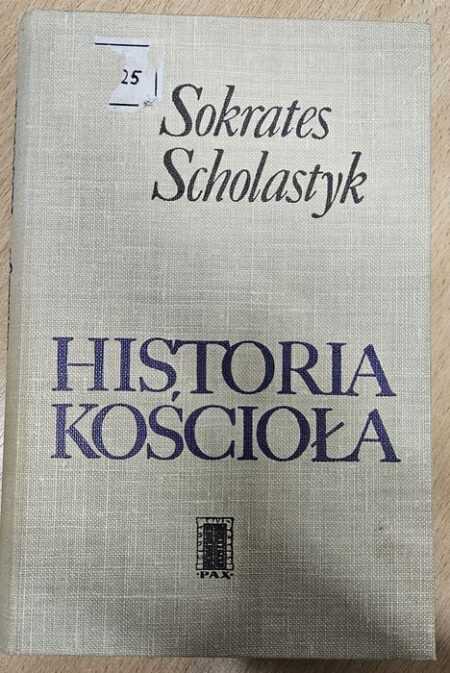 25
Sokrates
Scholastyk
HISTORIA
KOŚCIOŁA
·PAX·